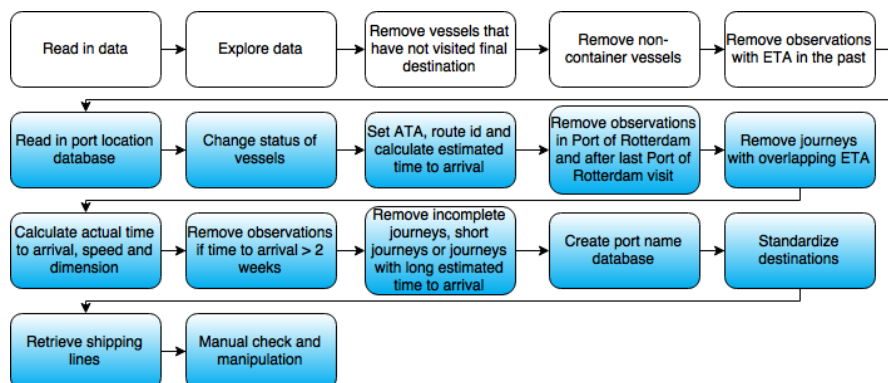 Read in data
Explore data
Remove vessels that
have not visited final
destination
Remove non-
container vessels
Remove observations
with ETA in the past
Read in port location
database
Change status of
vessels
Set ATA, route id and
calculate estimated
time to arrival
Remove observations
in Port of Rotterdam
and after last Port of
Rotterdam visit
Remove journeys
with overlapping ETA
Calculate actual time
to arrival, speed and
dimension
Remove observations
if time to arrival > 2
weeks
Remove incomplete
journeys, short
journeys or journeys
with long estimated
time to arrival
Create port name
database
Standardize
destinations
Retrieve shipping
lines
Manual check and
manipulation